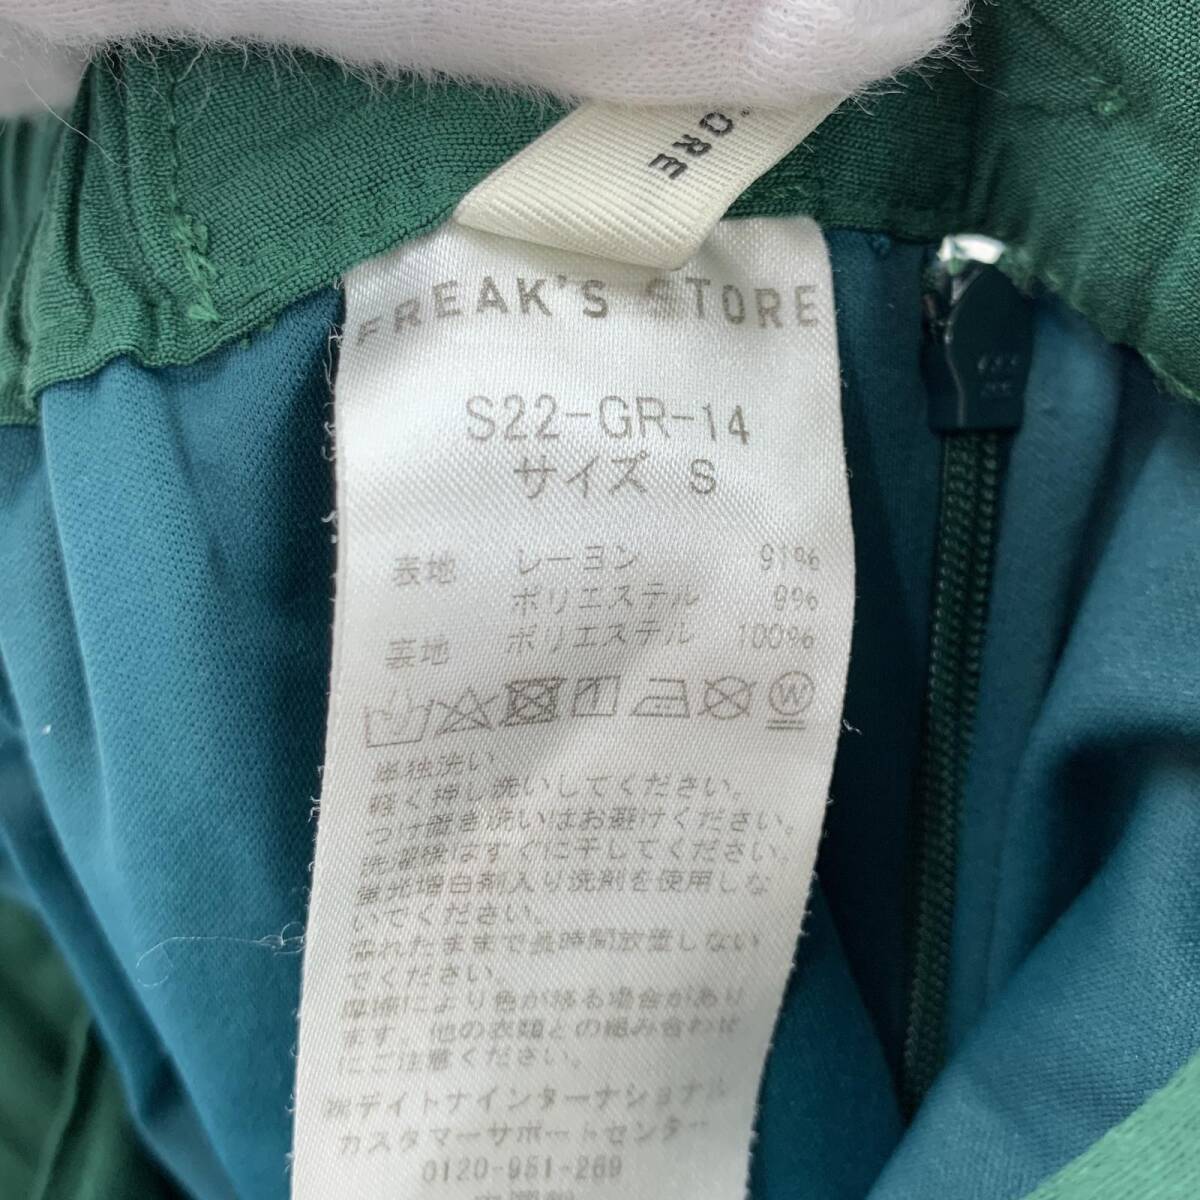 ORE
FREAK'S STORE
S22-GR-14
サイズ S
表地 レーヨン 91%
ポリエステル 9%
裏地 ポリエステル 100%
W
単独洗い
軽く押し洗いしてください。
つけ置き洗いはお避けください。
洗濯後はすぐに干してください。
蛍光増白剤入り洗剤を使用しな
いでください。
濡れたままで長時間放置しない
でください。
摩擦により色が移る場合があり
ます。他の衣類との組み合わせ
にご注意ください。
㈱デイトナインターナショナル
カスタマーサポートセンター
0120-951-269